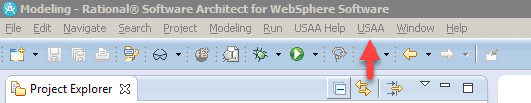 Modeling - Rational® Software Architect for WebSphere Software
File Edit Navigate Search Project Modeling Run USAA Help USAA Window Help
Project Explorer